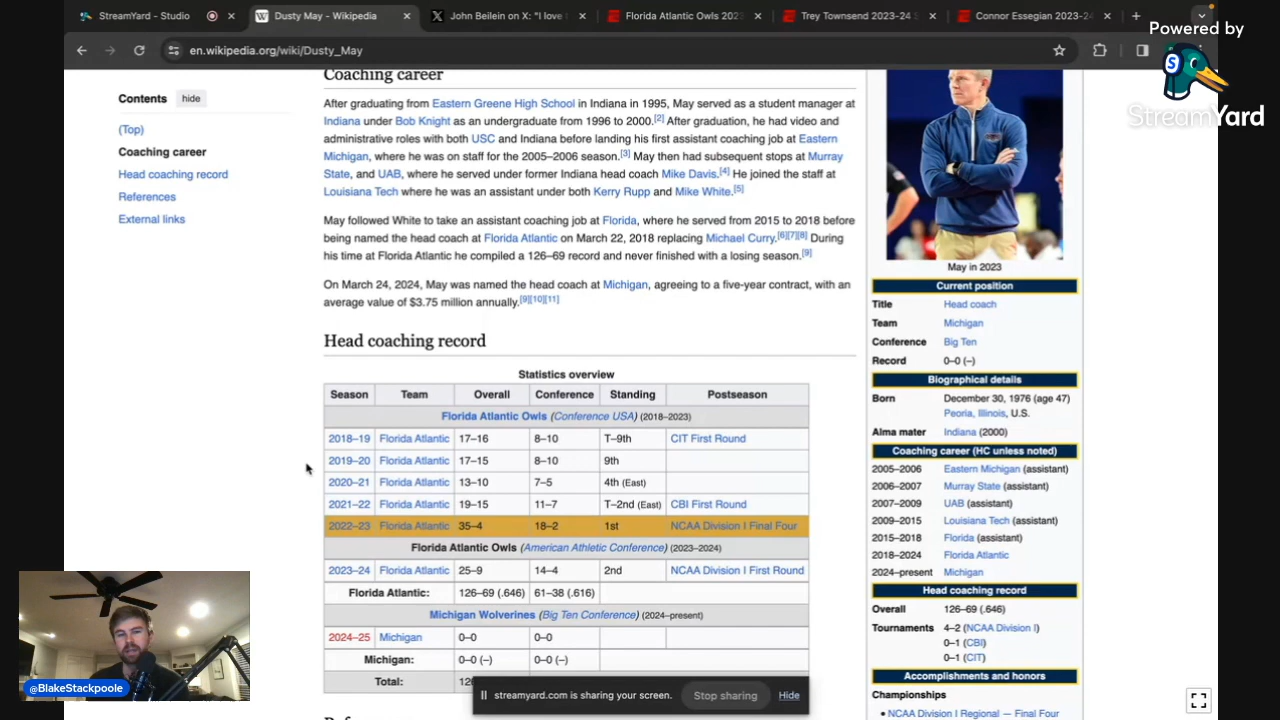 StreamYard - Studio
Dusty May - Wikipedia
John Beilein on X: "I love
Florida Atlantic Owls 202
Trey Townsend 2023-24
Connor Essegian 2023-24
en.wikipedia.org/wiki/Dusty_May
Powered by
StreamYard
Contents hide
(Top)
Coaching career
Head coaching record
References
External links
Coaching career
After graduating from Eastern Greene High School in Indiana in 1995, May served as a student manager at
Indiana under Bob Knight as an undergraduate from 1996 to 2000.[2] After graduation, he had video and
administrative roles with both USC and Indiana before landing his first assistant coaching job at Eastern
Michigan, where he was on staff for the 2005–2006 season.[3] May then had subsequent stops at Murray
State, and UAB, where he served under former Indiana head coach Mike Davis.[4] He joined the staff at
Louisiana Tech where he was an assistant under both Kerry Rupp and Mike White.[5]
May followed White to take an assistant coaching job at Florida, where he served from 2015 to 2018 before
being named the head coach at Florida Atlantic on March 22, 2018 replacing Michael Curry.[6][7][8] During
his time at Florida Atlantic he compiled a 126–69 record and never finished with a losing season.[9]
On March 24, 2024, May was named the head coach at Michigan, agreeing to a five-year contract, with an
average value of $3.75 million annually.[9][10][11]
Head coaching record
Statistics overview
Season Team Overall Conference Standing Postseason
Florida Atlantic Owls (Conference USA) (2018–2023)
2018–19 Florida Atlantic 17–16 8–10 T–9th CIT First Round
2019–20 Florida Atlantic 17–15 8–10 9th
2020–21 Florida Atlantic 13–10 7–5 4th (East)
2021–22 Florida Atlantic 19–15 11–7 T–2nd (East) CBI First Round
2022–23 Florida Atlantic 35–4 18–2 1st NCAA Division I Final Four
Florida Atlantic Owls (American Athletic Conference) (2023–2024)
2023–24 Florida Atlantic 25–9 14–4 2nd NCAA Division I First Round
Florida Atlantic: 126–69 (.646) 61–38 (.616)
Michigan Wolverines (Big Ten Conference) (2024–present)
2024–25 Michigan 0–0 0–0
Michigan: 0–0 (–) 0–0 (–)
Total:
May in 2023
Current position
Title Head coach
Team Michigan
Conference Big Ten
Record 0–0 (–)
Biographical details
Born December 30, 1976 (age 47)
Peoria, Illinois, U.S.
Alma mater Indiana (2000)
Coaching career (HC unless noted)
2005–2006 Eastern Michigan (assistant)
2006–2007 Murray State (assistant)
2007–2009 UAB (assistant)
2009–2015 Louisiana Tech (assistant)
2015–2018 Florida (assistant)
2018–2024 Florida Atlantic
2024–present Michigan
Head coaching record
Overall 126–69 (.646)
Tournaments 4–2 (NCAA Division I)
0–1 (CBI)
0–1 (CIT)
Accomplishments and honors
Championships
• NCAA Division I Regional — Final Four
streamyard.com is sharing your screen. Stop sharing Hide
@BlakeStackpoole